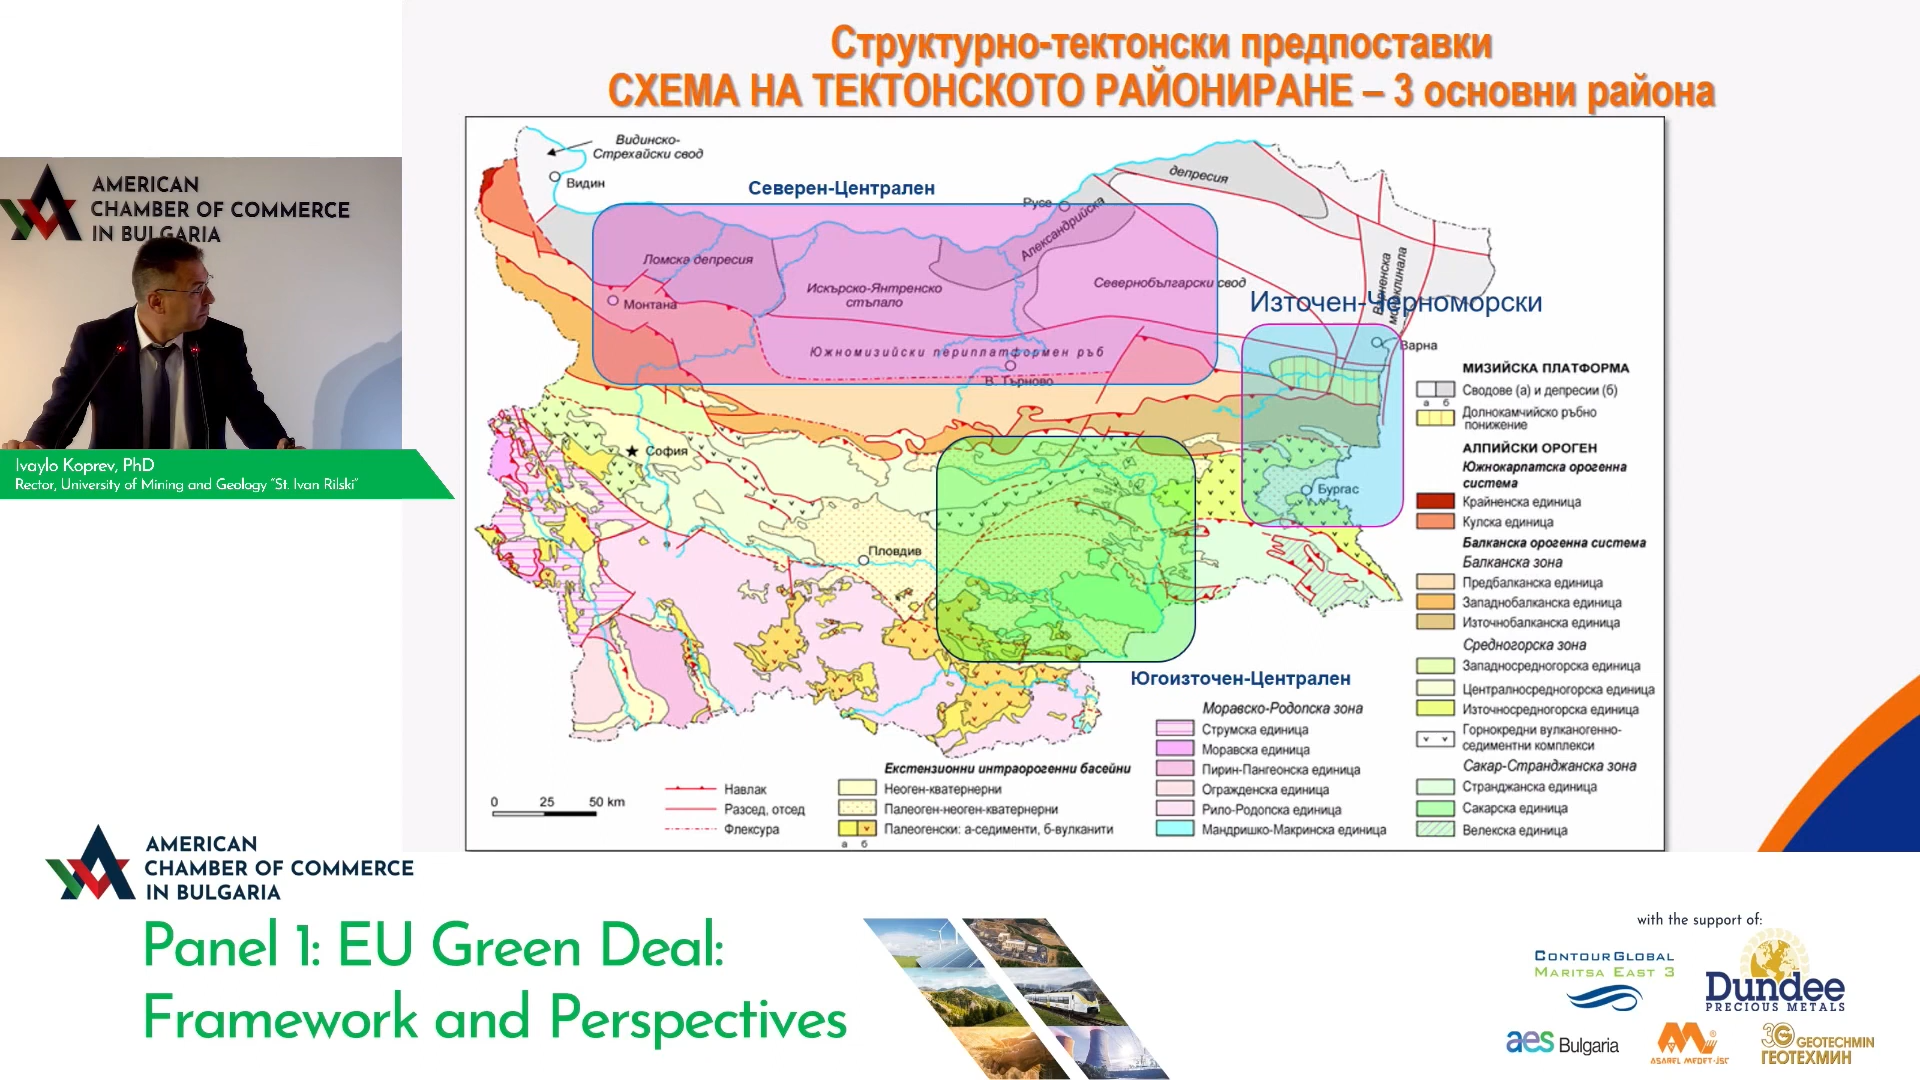 Структурно-тектонски предпоставки
СХЕМА НА ТЕКТОНСКОТО РАЙОНИРАНЕ – 3 основни района
AMERICAN
CHAMBER OF COMMERCE
IN BULGARIA
Ivaylo Koprev, PhD
Rector, University of Mining and Geology “St. Ivan Rilski”
Видинско-
Стрехайски свод
Видин
Северен-Централен
Русе
Александрийска
депресия
Ломска депресия
Монтана
Искърско-Янтренско
стъпало
Севернобългарски свод
Южномизийски периплатформен ръб
В. Търново
Източен-Черноморски
Варненска
моноклинала
Варна
София
Бургас
Пловдив
Югоизточен-Централен
МИЗИЙСКА ПЛАТФОРМА
Сводове (а) и депресии (б)
а б
Долнокамчийско ръбно
понижение
АЛПИЙСКИ ОРОГЕН
Южнокарпатска орогенна
система
Крайненска единица
Кулска единица
Балканска орогенна система
Балканска зона
Предбалканска единица
Западнобалканска единица
Източнобалканска единица
Средногорска зона
Западносредногорска единица
Централносредногорска единица
Източносредногорска единица
Горнокредни вулканогенно-
седиментни комплекси
Сакар-Странджанска зона
Странджанска единица
Сакарска единица
Велекска единица
Моравско-Родопска зона
Струмска единица
Моравска единица
Пирин-Пангеонска единица
Огражденска единица
Рило-Родопска единица
Мандришко-Макринска единица
Екстензионни интраорогенни басейни
Неоген-кватернерни
Палеоген-неоген-кватернерни
Палеогенски: а-седименти, б-вулканити
а б
Навлак
Разсед, отсед
Флексура
0 25 50 km
AMERICAN
CHAMBER OF COMMERCE
IN BULGARIA
Panel 1: EU Green Deal:
Framework and Perspectives
with the support of:
CONTOURGLOBAL
MARITSA EAST 3
Dundee
PRECIOUS METALS
aes Bulgaria
ASAREL MEDET·JSC
3G GEOTECHMIN
ГЕОТЕХМИН